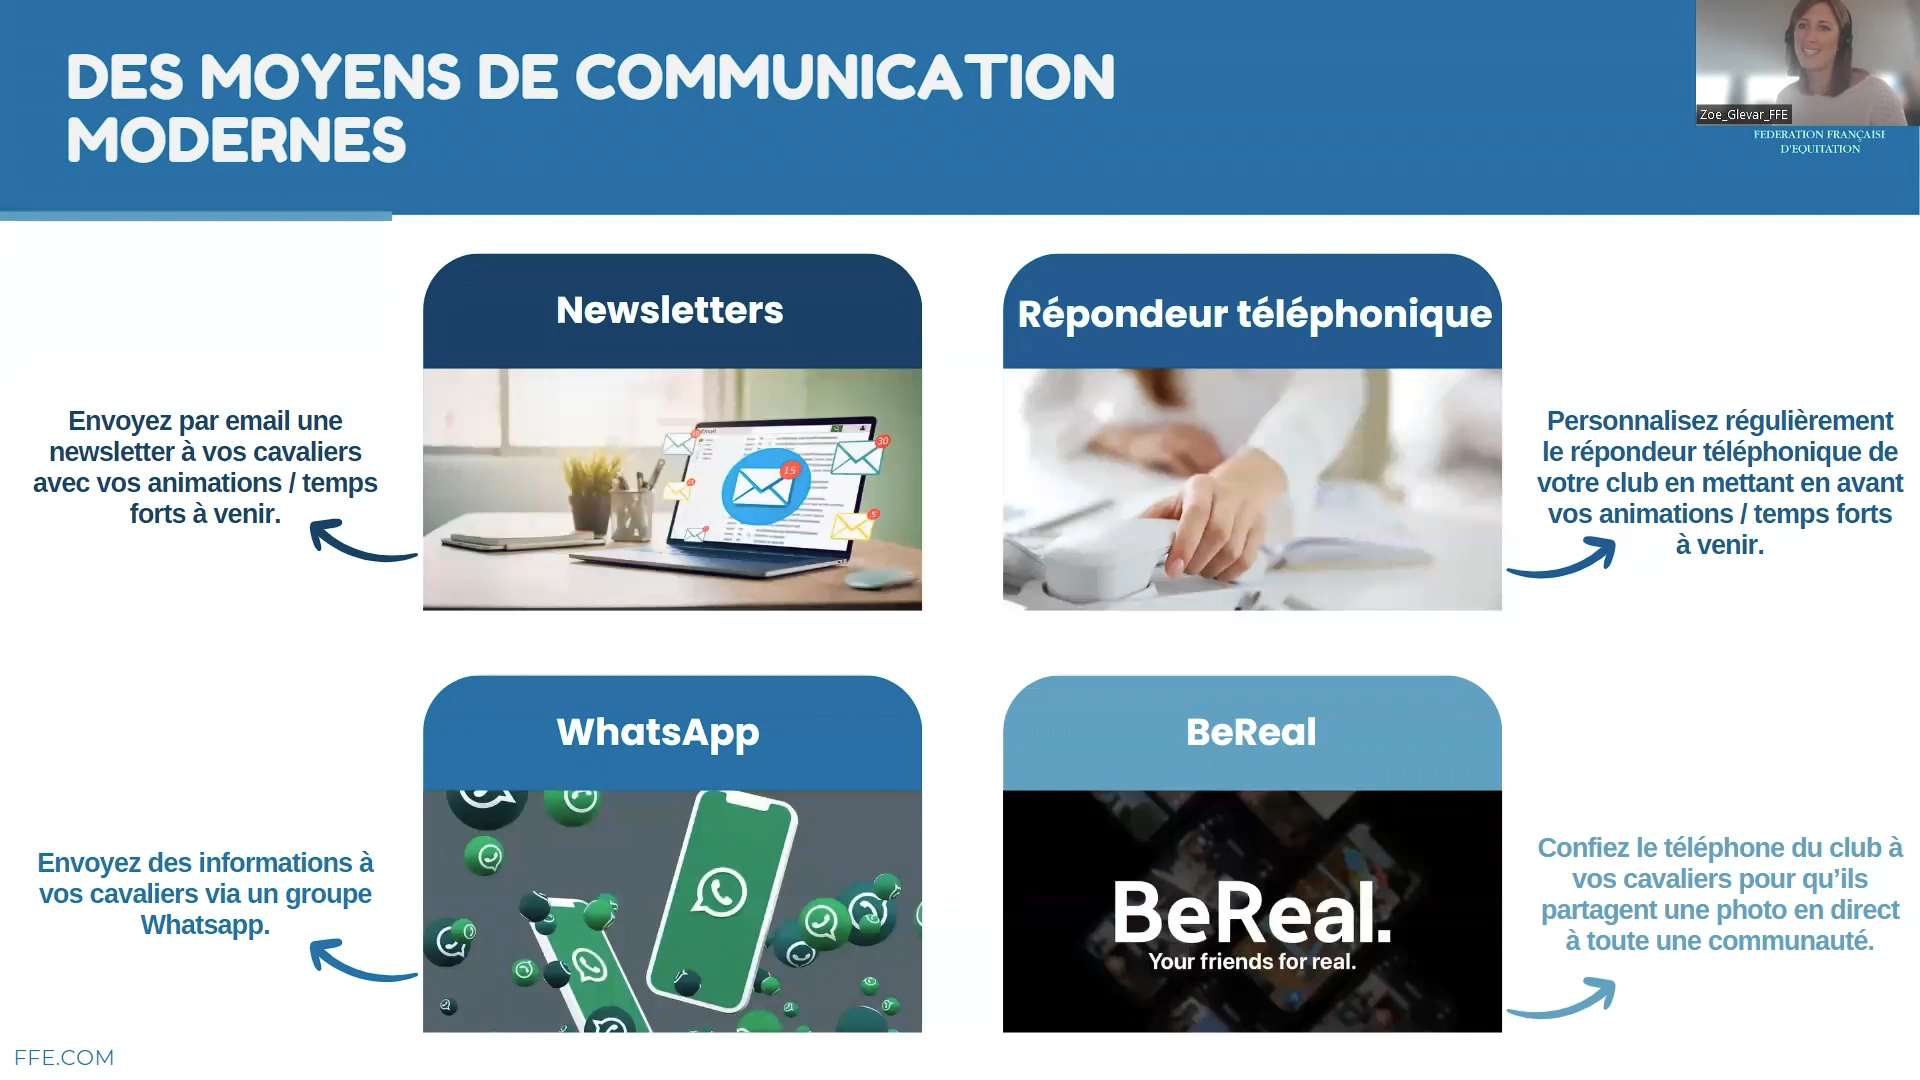 DES MOYENS DE COMMUNICATION
MODERNES
Zoe_Glevar_FFE
FEDERATION FRANÇAISE
D'EQUITATION
Newsletters
Répondeur téléphonique
Envoyez par email une
newsletter à vos cavaliers
avec vos animations / temps
forts à venir.
Email
15
30
5
Personnalisez régulièrement
le répondeur téléphonique de
votre club en mettant en avant
vos animations / temps forts
à venir.
WhatsApp
BeReal
Envoyez des informations à
vos cavaliers via un groupe
Whatsapp.
BeReal.
Your friends for real.
Confiez le téléphone du club à
vos cavaliers pour qu’ils
partagent une photo en direct
à toute une communauté.
FFE.COM